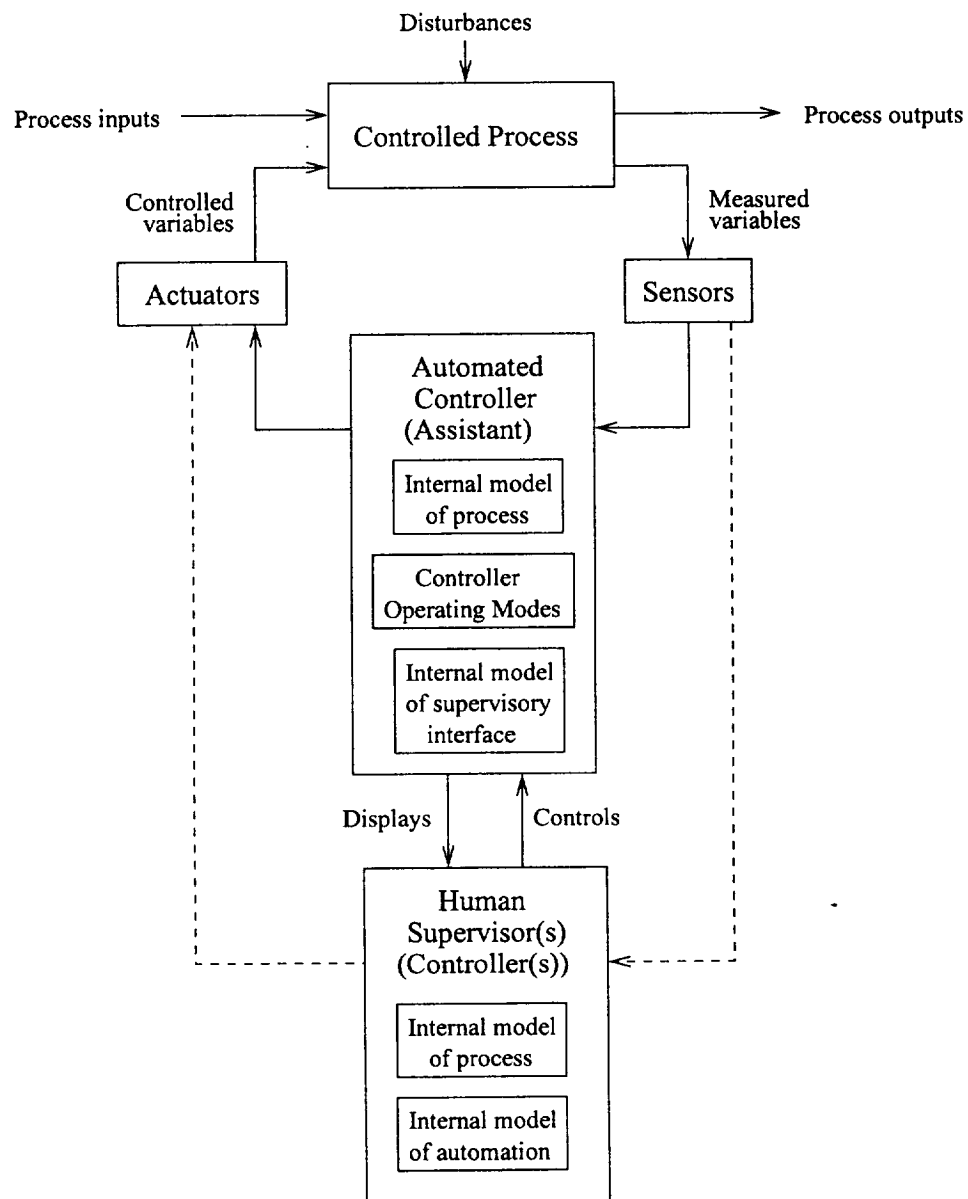 Disturbances
Process inputs
Controlled Process
Process outputs
Controlled
variables
Measured
variables
Actuators
Sensors
Automated
Controller
(Assistant)
Internal model
of process
Controller
Operating Modes
Internal model
of supervisory
interface
Displays
Controls
Human
Supervisor(s)
(Controller(s))
Internal model
of process
Internal model
of automation